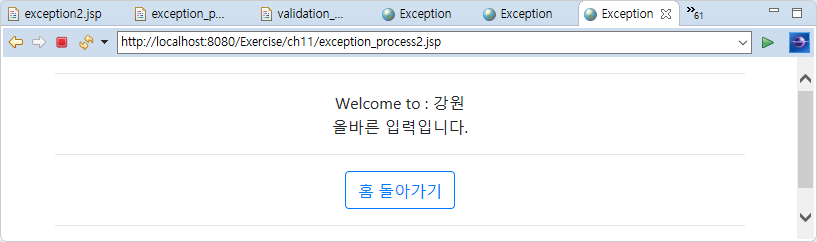 exception2.jsp
exception_p...
validation_...
Exception
Exception
Exception
»61
http://localhost:8080/Exercise/ch11/exception_process2.jsp
Welcome to : 강원
올바른 입력입니다.
홈 돌아가기